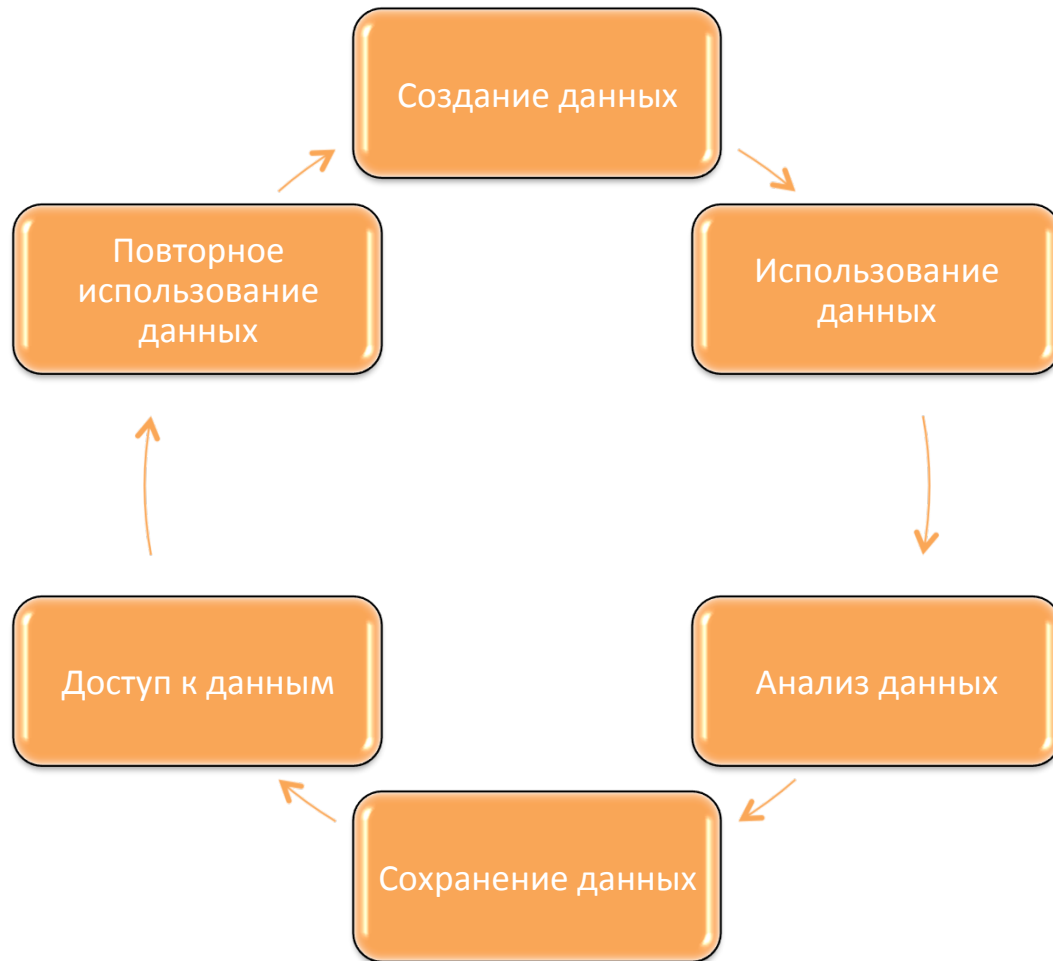 Создание данных
Использование
данных
Анализ данных
Сохранение данных
Доступ к данным
Повторное
использование
данных